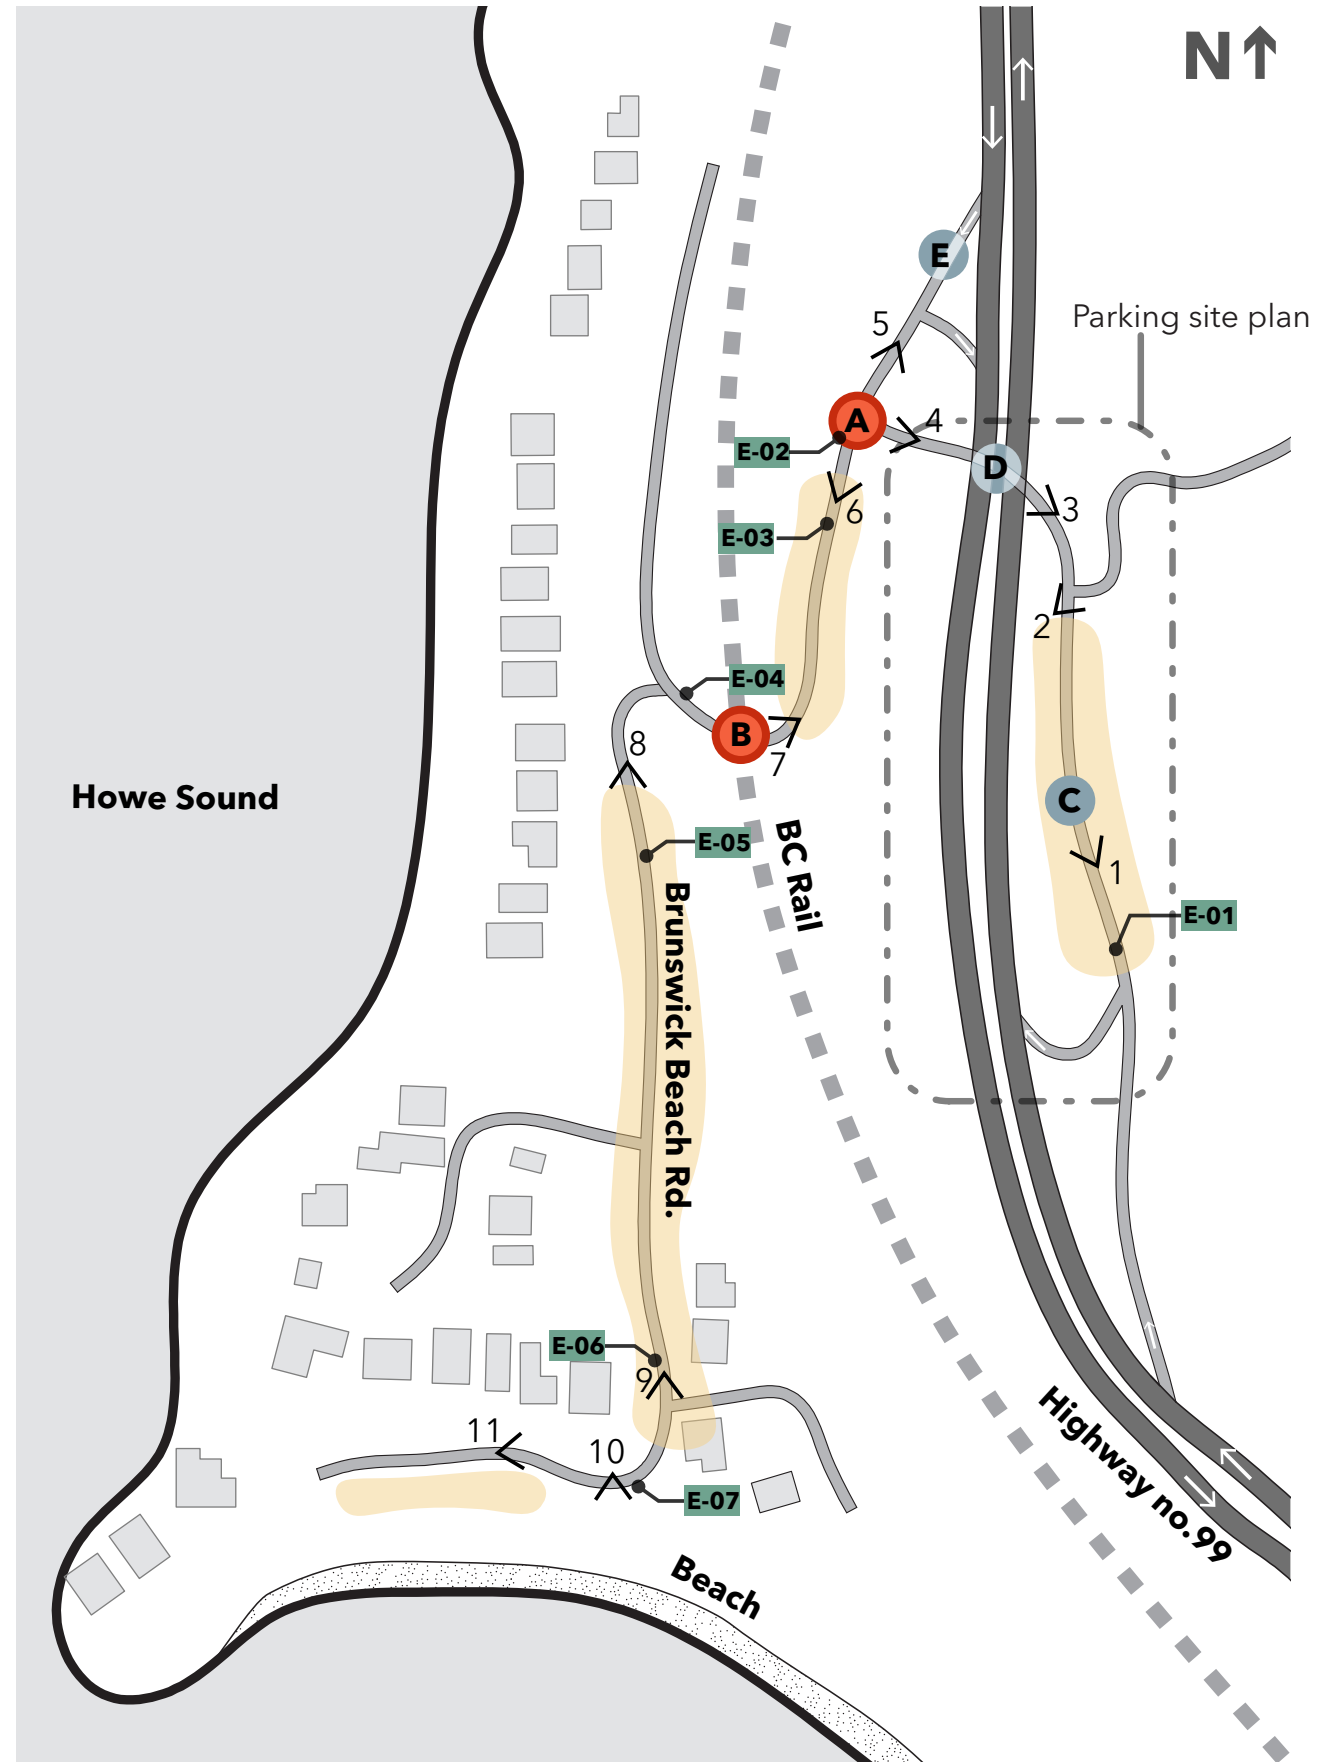 N
E
Parking site plan
5
A
4
E-02
D
3
6
E-03
2
E-04
B
7
8
Howe Sound
C
BC Rail
E-05
1
Brunswick Beach Rd.
E-01
E-06
9
Highway no.99
11
10
E-07
Beach